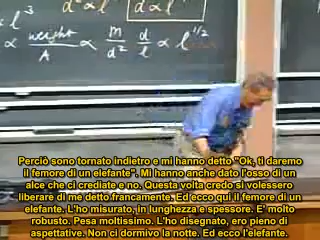 d² ∝ l³ d ∝ l
l³
∝ weight/A ∝ m/d² d/l ∝ l^1/2
Perciò sono tornato indietro e mi hanno detto "Ok, ti daremo
il femore di un elefante". Mi hanno anche dato l'osso di un
alce che ci crediate e no. Questa volta credo si volessero
liberare di me detto francamente. Ed ecco qui il femore di un
elefante. L'ho misurato, in lunghezza e spessore. E' molto
robusto. Pesa moltissimo. L'ho disegnato, ero pieno di
aspettative. Non ci dormivo la notte. Ed ecco l'elefante.